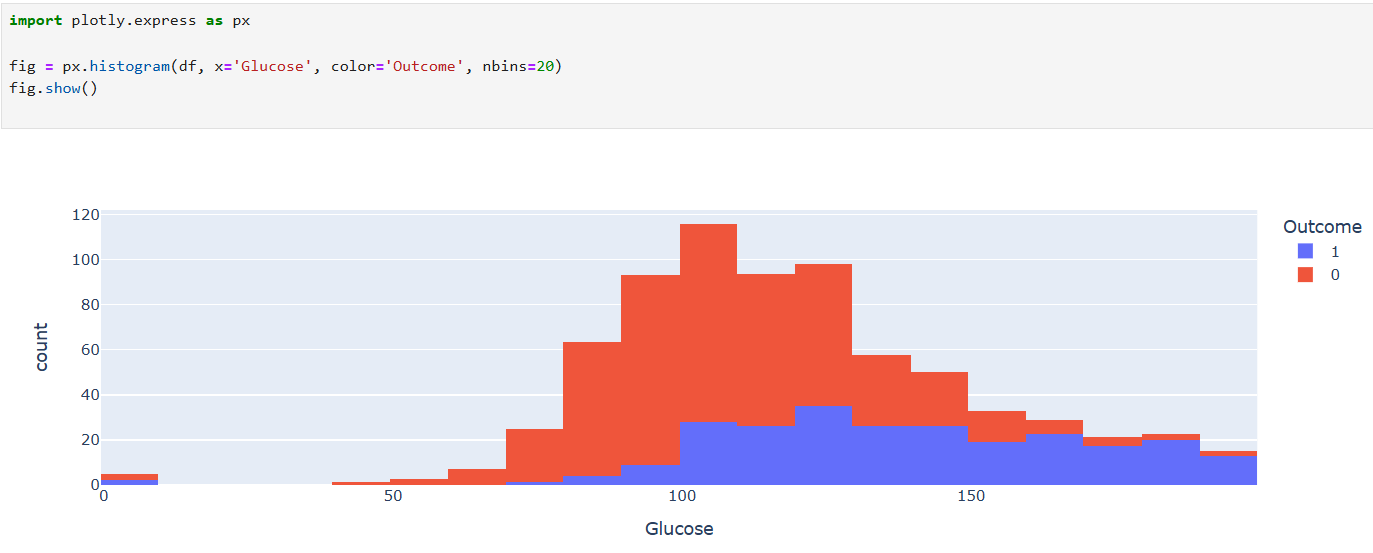 import plotly.express as px
fig = px.histogram(df, x='Glucose', color='Outcome', nbins=20)
fig.show()
120
100
80
60
40
20
0
count
0
50
100
150
Glucose
Outcome
1
0